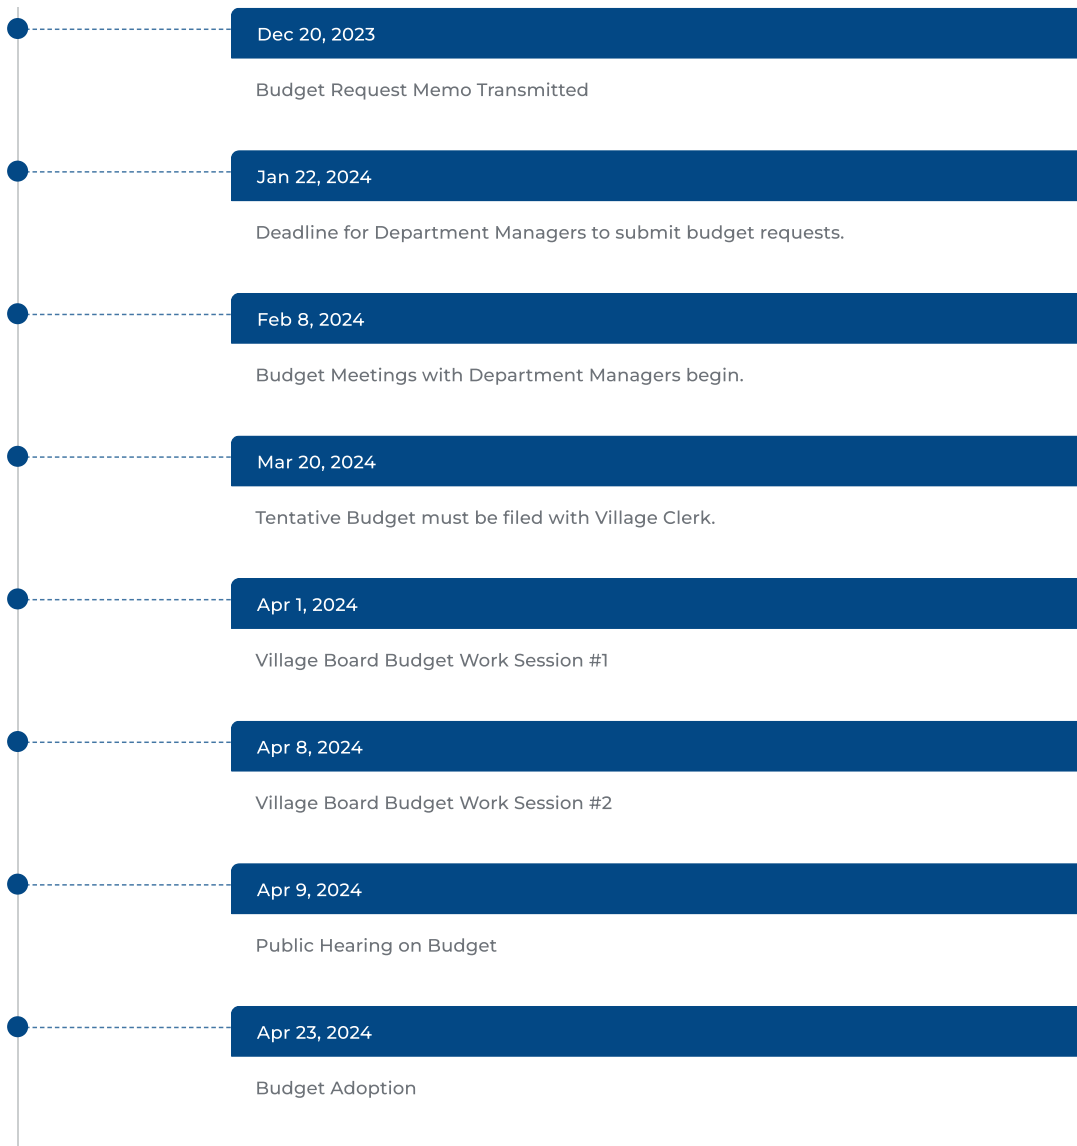 Dec 20, 2023
Budget Request Memo Transmitted
Jan 22, 2024
Deadline for Department Managers to submit budget requests.
Feb 8, 2024
Budget Meetings with Department Managers begin.
Mar 20, 2024
Tentative Budget must be filed with Village Clerk.
Apr 1, 2024
Village Board Budget Work Session #1
Apr 8, 2024
Village Board Budget Work Session #2
Apr 9, 2024
Public Hearing on Budget
Apr 23, 2024
Budget Adoption